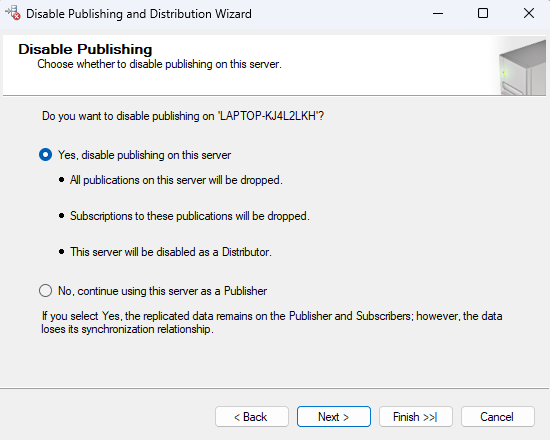 Disable Publishing and Distribution Wizard
Disable Publishing
Choose whether to disable publishing on this server.
Do you want to disable publishing on 'LAPTOP-KJ4L2LKH'?
Yes, disable publishing on this server
All publications on this server will be dropped.
Subscriptions to these publications will be dropped.
This server will be disabled as a Distributor.
No, continue using this server as a Publisher
If you select Yes, the replicated data remains on the Publisher and Subscribers; however, the data
loses its synchronization relationship.
< Back
Next >
Finish >>|
Cancel